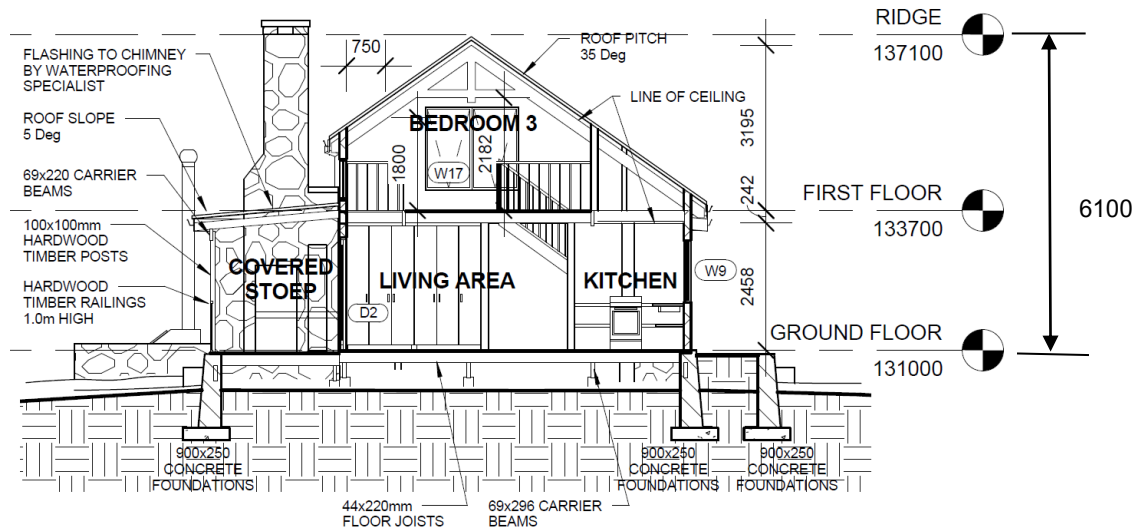 FLASHING TO CHIMNEY
BY WATERPROOFING
SPECIALIST
ROOF SLOPE
5 Deg
69x220 CARRIER
BEAMS
100x100mm
HARDWOOD
TIMBER POSTS
HARDWOOD
TIMBER RAILINGS
1.0m HIGH
750
ROOF PITCH
35 Deg
LINE OF CEILING
BEDROOM 3
1800
W17
2182
COVERED
STOEP
LIVING AREA
KITCHEN
D2
W9
3195
242
2458
RIDGE
137100
FIRST FLOOR
133700
GROUND FLOOR
131000
6100
900x250
CONCRETE
FOUNDATIONS
900x250
CONCRETE
FOUNDATIONS
900x250
CONCRETE
FOUNDATIONS
44x220mm
FLOOR JOISTS
69x296 CARRIER
BEAMS